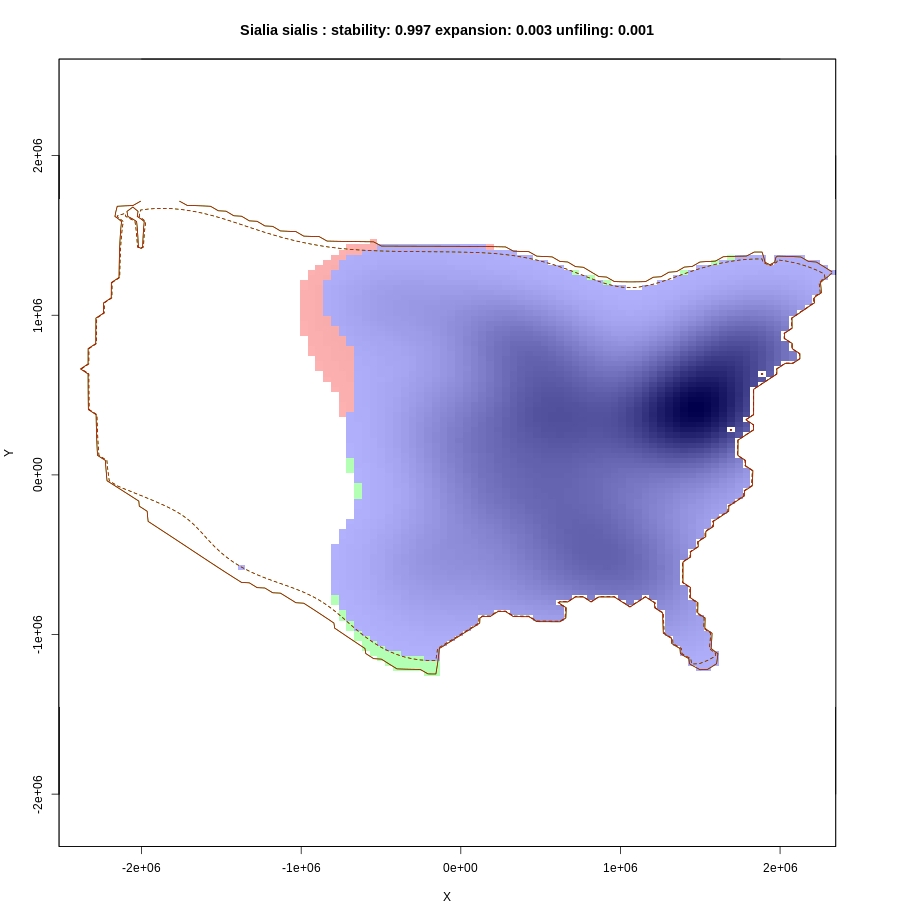 Sialia sialis : stability: 0.997 expansion: 0.003 unfiling: 0.001
2e+06
1e+06
0e+00
-1e+06
-2e+06
Y
-2e+06 -1e+06 0e+00 1e+06 2e+06
X